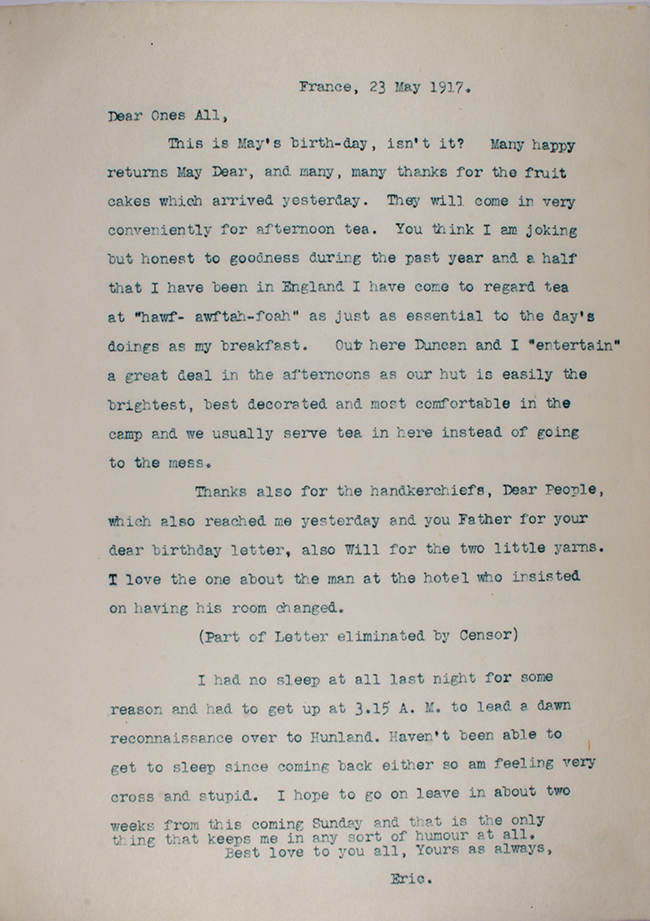 France, 23 May 1917.
Dear Ones All,
This is May's birth-day, isn't it? Many happy
returns May Dear, and many, many thanks for the fruit
cakes which arrived yesterday. They will come in very
conveniently for afternoon tea. You think I am joking
but honest to goodness during the past year and a half
that I have been in England I have come to regard tea
at "hawf- awftah-foah" as just as essential to the day's
doings as my breakfast. Out here Duncan and I "entertain"
a great deal in the afternoons as our hut is easily the
brightest, best decorated and most comfortable in the
camp and we usually serve tea in here instead of going
to the mess.
Thanks also for the handkerchiefs, Dear People,
which also reached me yesterday and you Father for your
dear birthday letter, also Will for the two little yarns.
I love the one about the man at the hotel who insisted
on having his room changed.
(Part of Letter eliminated by Censor)
I had no sleep at all last night for some
reason and had to get up at 3.15 A. M. to lead a dawn
reconnaissance over to Hunland. Haven't been able to
get to sleep since coming back either so am feeling very
cross and stupid. I hope to go on leave in about two
weeks from this coming Sunday and that is the only
thing that keeps me in any sort of humour at all.
Best love to you all, Yours as always,
Eric.